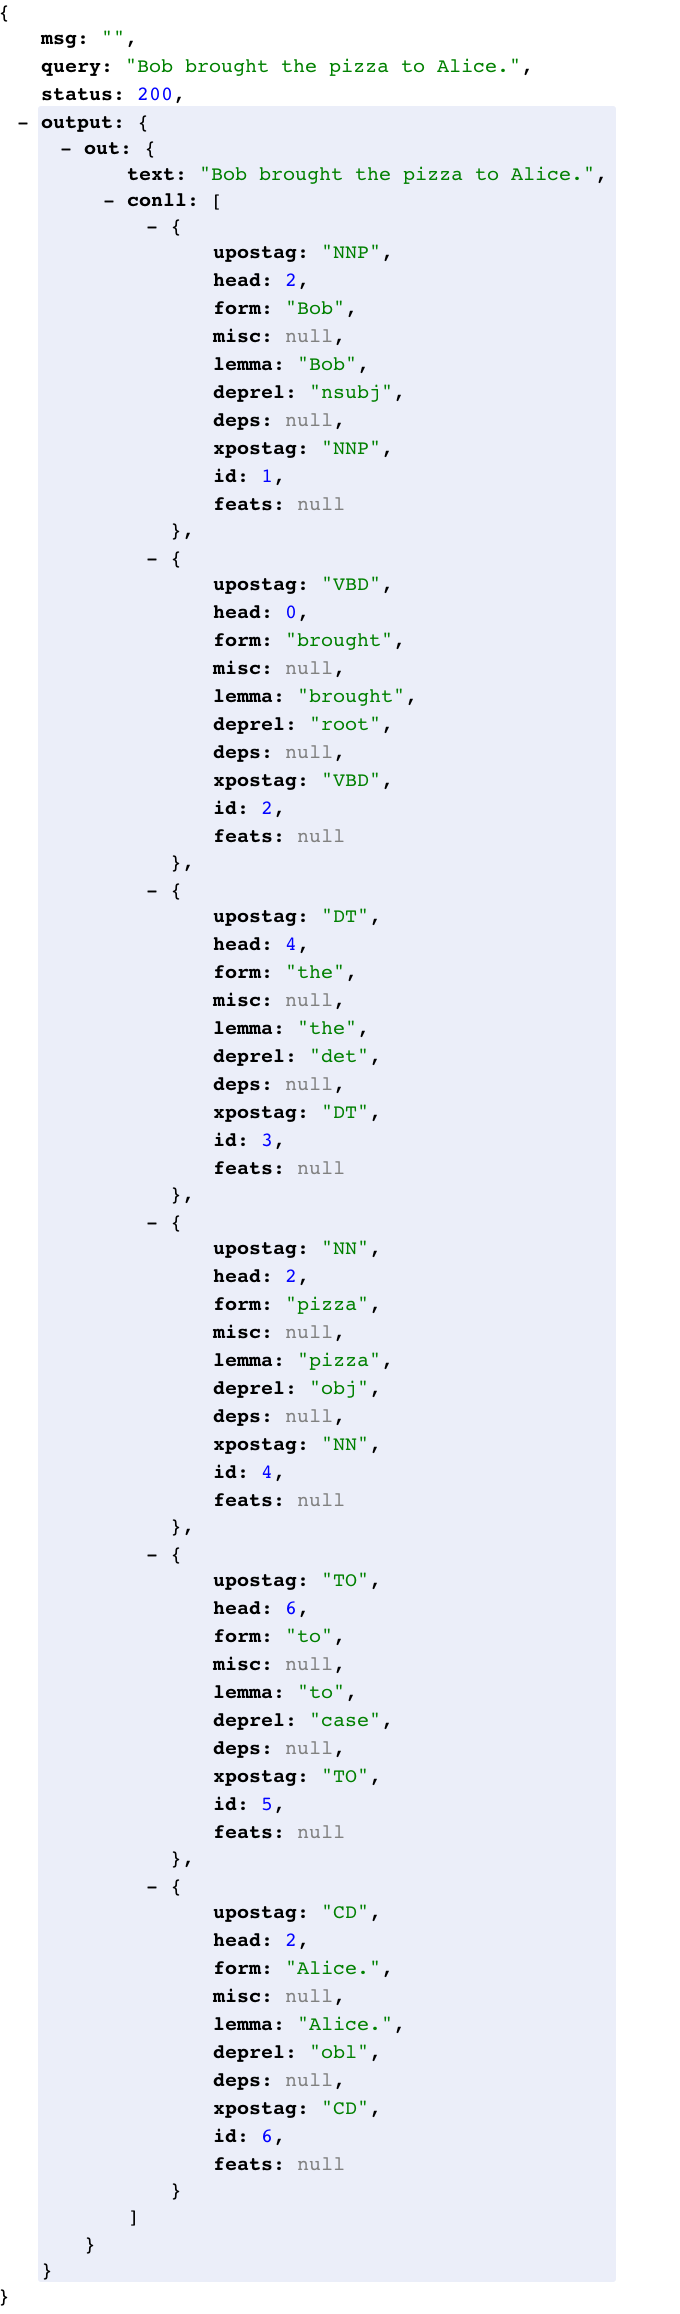 {
msg: "",
query: "Bob brought the pizza to Alice.",
status: 200,
- output: {
- out: {
text: "Bob brought the pizza to Alice.",
- conll: [
- {
upostag: "NNP",
head: 2,
form: "Bob",
misc: null,
lemma: "Bob",
deprel: "nsubj",
deps: null,
xpostag: "NNP",
id: 1,
feats: null
},
- {
upostag: "VBD",
head: 0,
form: "brought",
misc: null,
lemma: "brought",
deprel: "root",
deps: null,
xpostag: "VBD",
id: 2,
feats: null
},
- {
upostag: "DT",
head: 4,
form: "the",
misc: null,
lemma: "the",
deprel: "det",
deps: null,
xpostag: "DT",
id: 3,
feats: null
},
- {
upostag: "NN",
head: 2,
form: "pizza",
misc: null,
lemma: "pizza",
deprel: "obj",
deps: null,
xpostag: "NN",
id: 4,
feats: null
},
- {
upostag: "TO",
head: 6,
form: "to",
misc: null,
lemma: "to",
deprel: "case",
deps: null,
xpostag: "TO",
id: 5,
feats: null
},
- {
upostag: "CD",
head: 2,
form: "Alice.",
misc: null,
lemma: "Alice.",
deprel: "obl",
deps: null,
xpostag: "CD",
id: 6,
feats: null
}
]
}
}
}